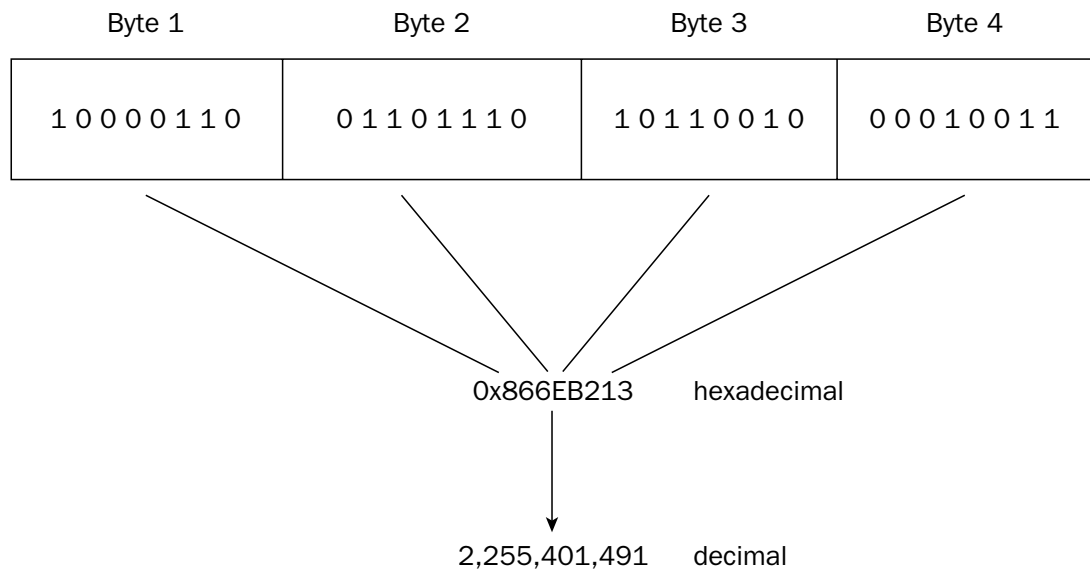 Byte 1 Byte 2 Byte 3 Byte 4
1 0 0 0 0 1 1 0 0 1 1 0 1 1 1 0 1 0 1 1 0 0 1 0 0 0 0 1 0 0 1 1
0x866EB213 hexadecimal
2,255,401,491 decimal